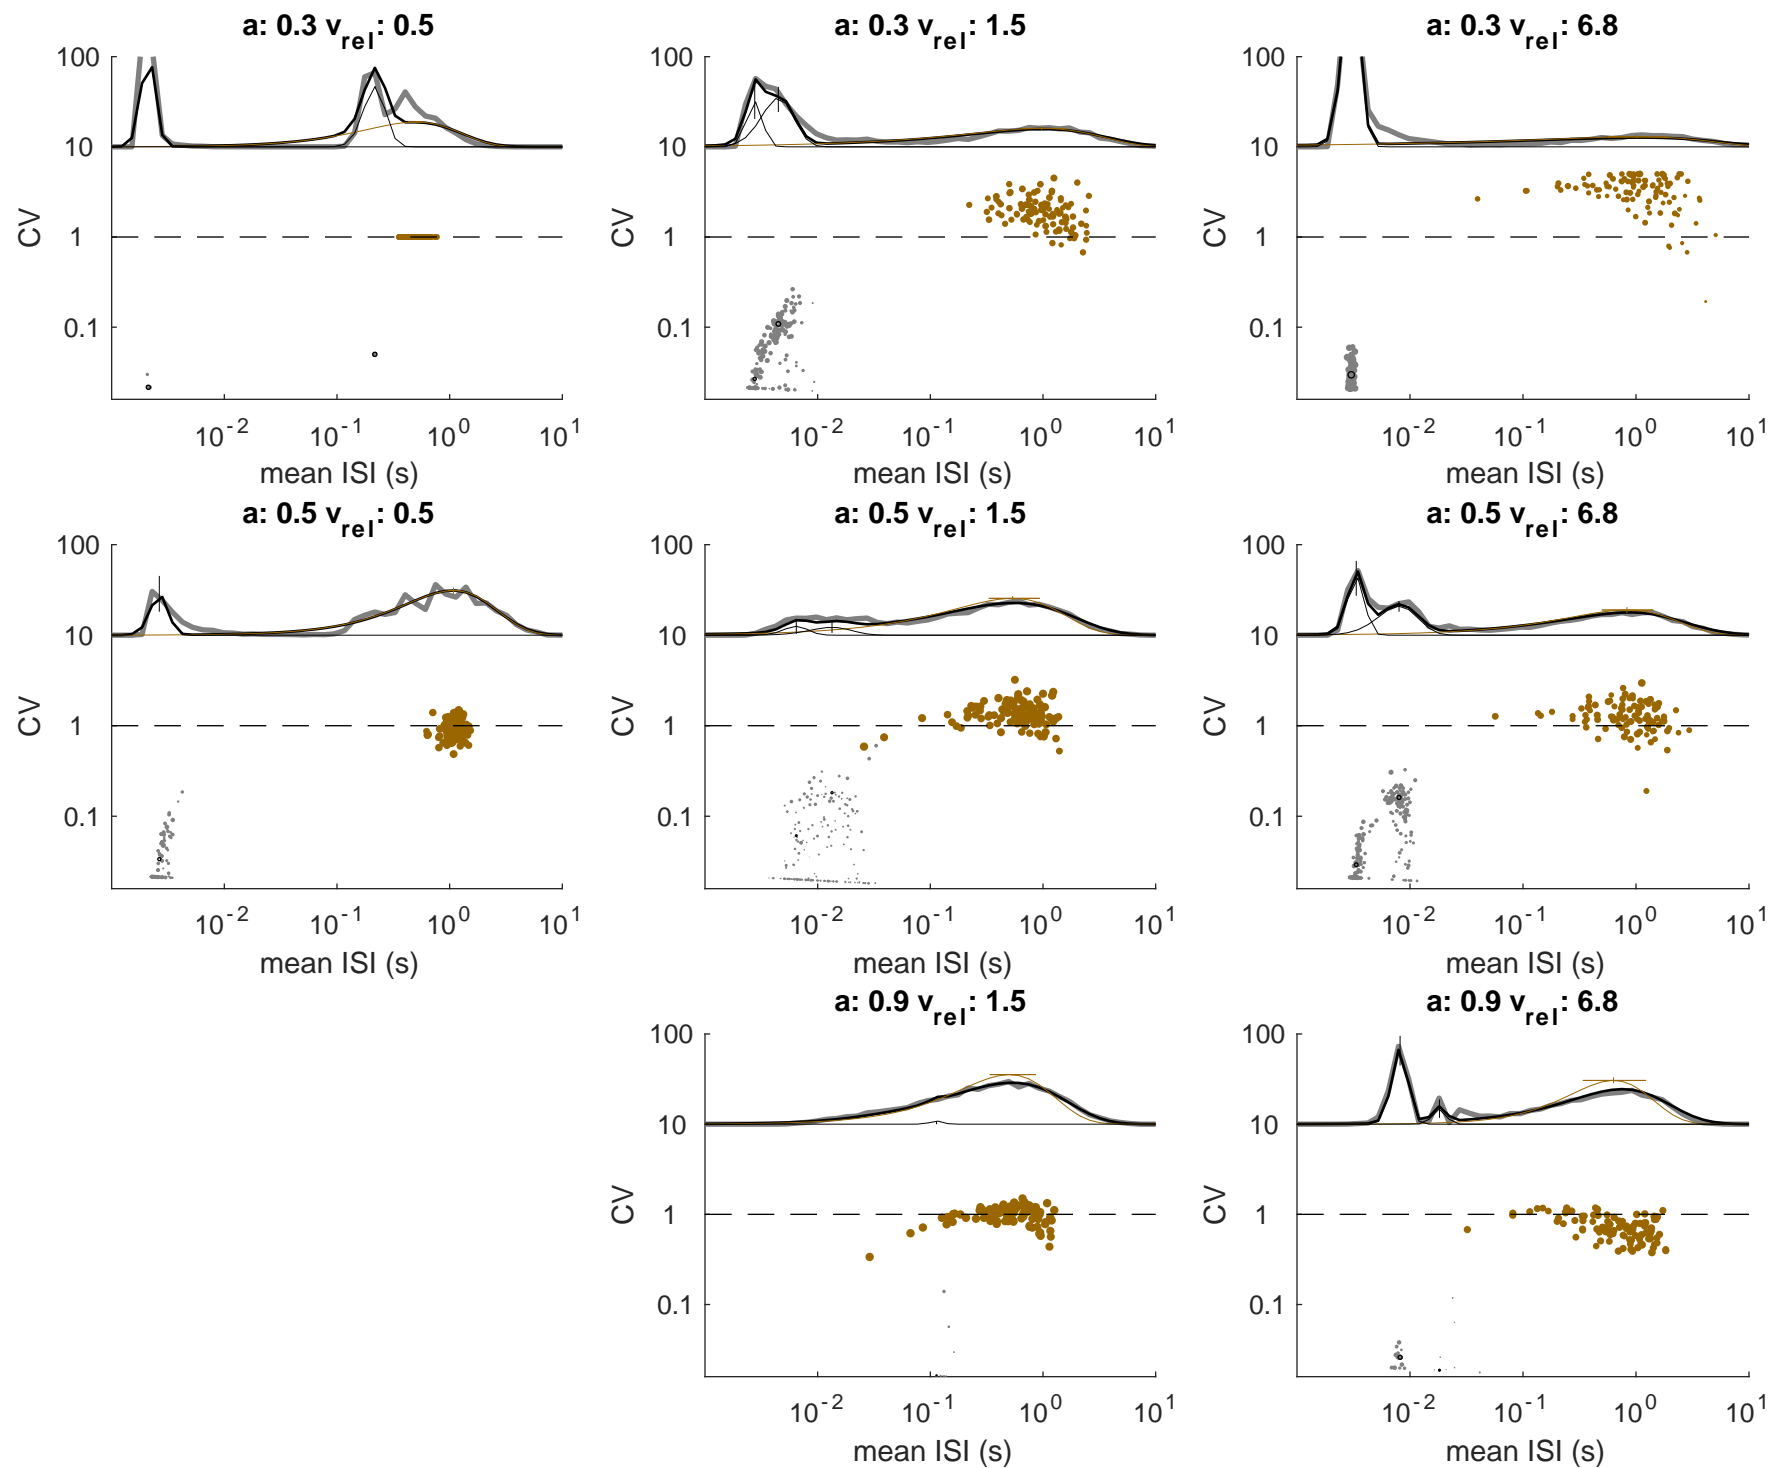 a: 0.3 v_rel: 0.5
100
10
1
0.1
CV
10^-2 10^-1 10^0 10^1
mean ISI (s)
a: 0.3 v_rel: 1.5
100
10
1
0.1
CV
10^-2 10^-1 10^0 10^1
mean ISI (s)
a: 0.3 v_rel: 6.8
100
10
1
0.1
CV
10^-2 10^-1 10^0 10^1
mean ISI (s)
a: 0.5 v_rel: 0.5
100
10
1
0.1
CV
10^-2 10^-1 10^0 10^1
mean ISI (s)
a: 0.5 v_rel: 1.5
100
10
1
0.1
CV
10^-2 10^-1 10^0 10^1
mean ISI (s)
a: 0.5 v_rel: 6.8
100
10
1
0.1
CV
10^-2 10^-1 10^0 10^1
mean ISI (s)
a: 0.9 v_rel: 1.5
100
10
1
0.1
CV
10^-2 10^-1 10^0 10^1
mean ISI (s)
a: 0.9 v_rel: 6.8
100
10
1
0.1
CV
10^-2 10^-1 10^0 10^1
mean ISI (s)